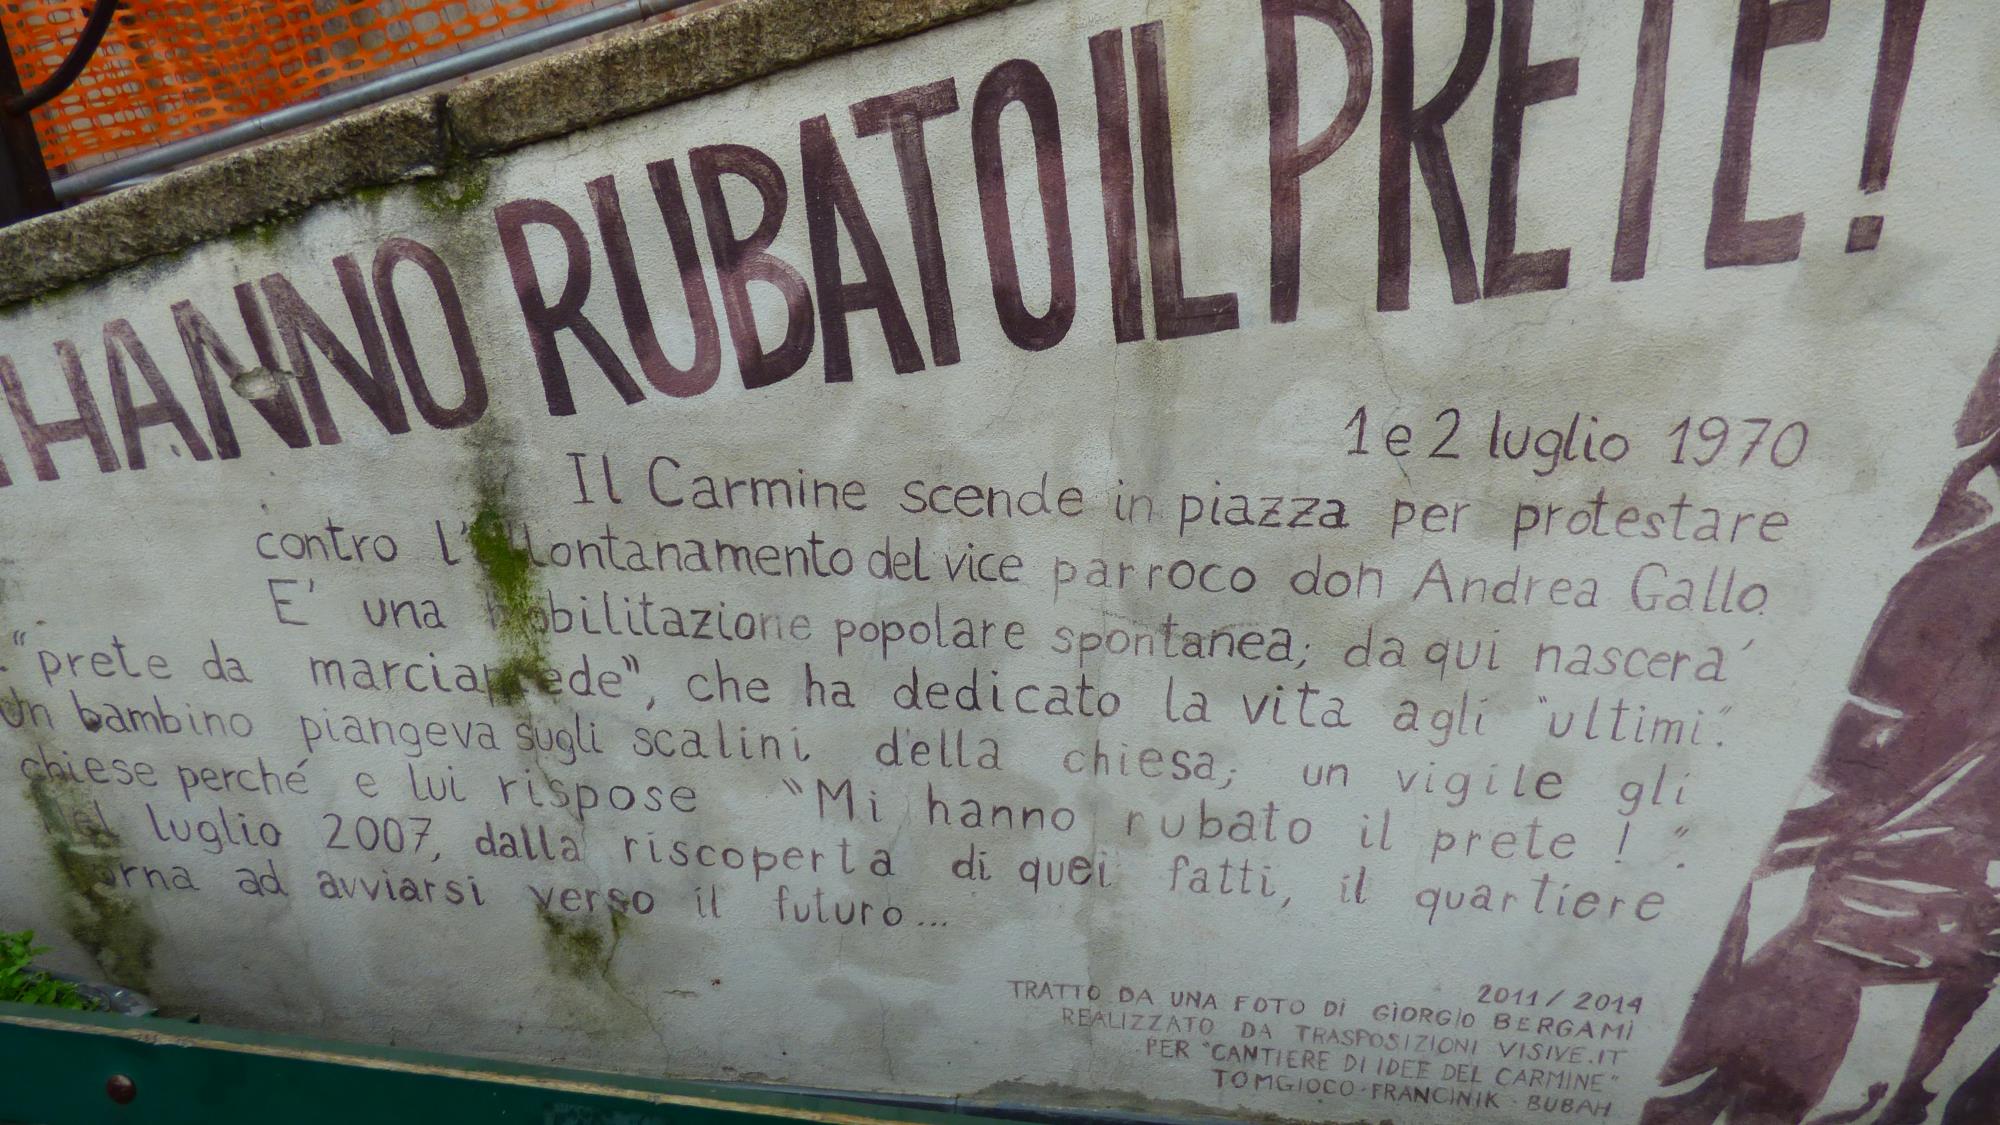 HANNO RUBATO IL PRETE!
1 e 2 luglio 1970
Il Carmine scende in piazza per protestare
contro l'allontanamento del vice parroco don Andrea Gallo.
E' una mobilitazione popolare spontanea; da qui nascera'
"prete da marciapiede", che ha dedicato la vita agli "ultimi".
Un bambino piangeva sugli scalini della chiesa; un vigile gli
chiese perché e lui rispose "Mi hanno rubato il prete!".
Nel luglio 2007, dalla riscoperta di quei fatti, il quartiere
torna ad avviarsi verso il futuro...
2011/2014
TRATTO DA UNA FOTO DI GIORGIO BERGAMI
REALIZZATO DA TRASPOSIZIONI VISIVE.IT
PER "CANTIERE DI IDEE DEL CARMINE"
TOMGIOCO-FRANCINIK-BUBAH